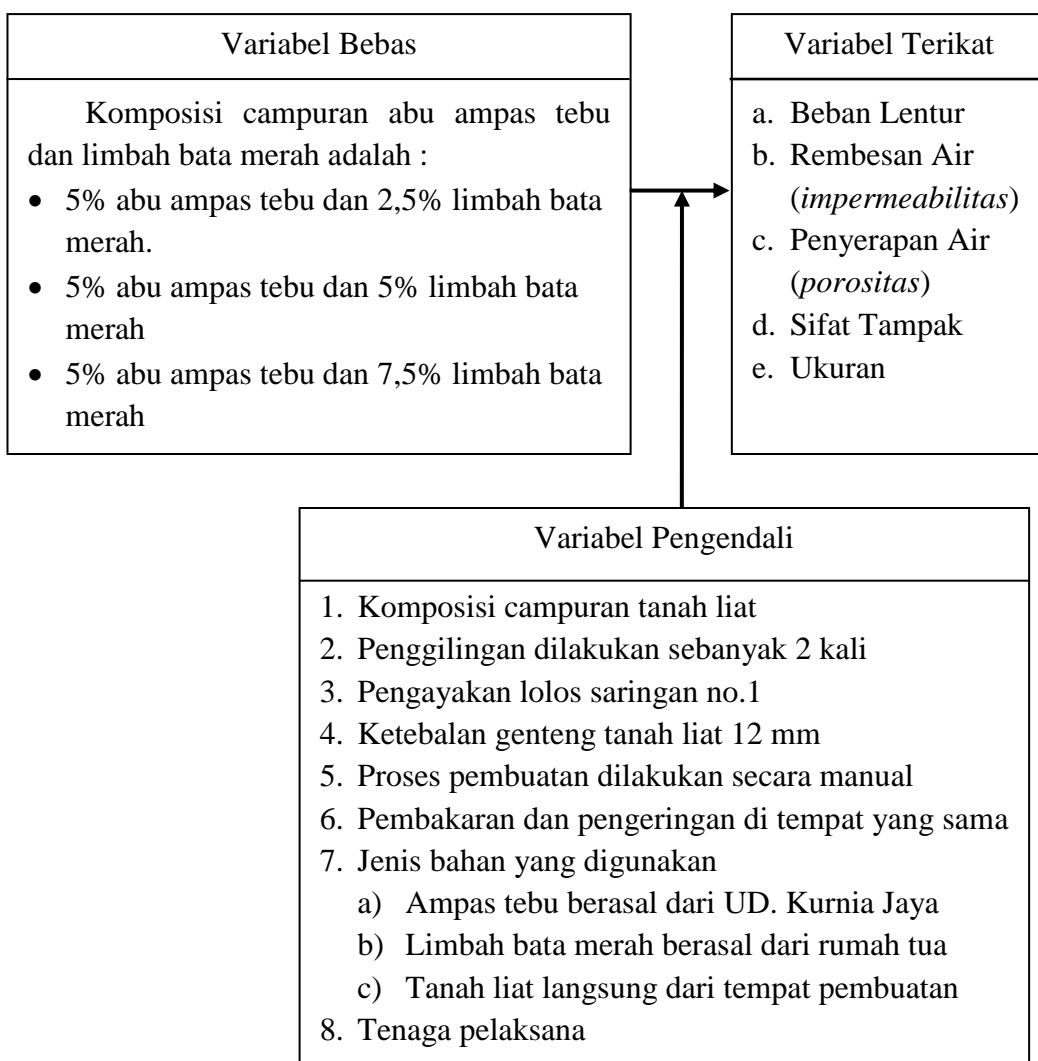 Variabel Bebas
Komposisi campuran abu ampas tebu
dan limbah bata merah adalah :
• 5% abu ampas tebu dan 2,5% limbah bata
merah.
• 5% abu ampas tebu dan 5% limbah bata
merah
• 5% abu ampas tebu dan 7,5% limbah bata
merah
Variabel Terikat
a. Beban Lentur
b. Rembesan Air
(impermeabilitas)
c. Penyerapan Air
(porositas)
d. Sifat Tampak
e. Ukuran
Variabel Pengendali
1. Komposisi campuran tanah liat
2. Penggilingan dilakukan sebanyak 2 kali
3. Pengayakan lolos saringan no.1
4. Ketebalan genteng tanah liat 12 mm
5. Proses pembuatan dilakukan secara manual
6. Pembakaran dan pengeringan di tempat yang sama
7. Jenis bahan yang digunakan
a) Ampas tebu berasal dari UD. Kurnia Jaya
b) Limbah bata merah berasal dari rumah tua
c) Tanah liat langsung dari tempat pembuatan
8. Tenaga pelaksana